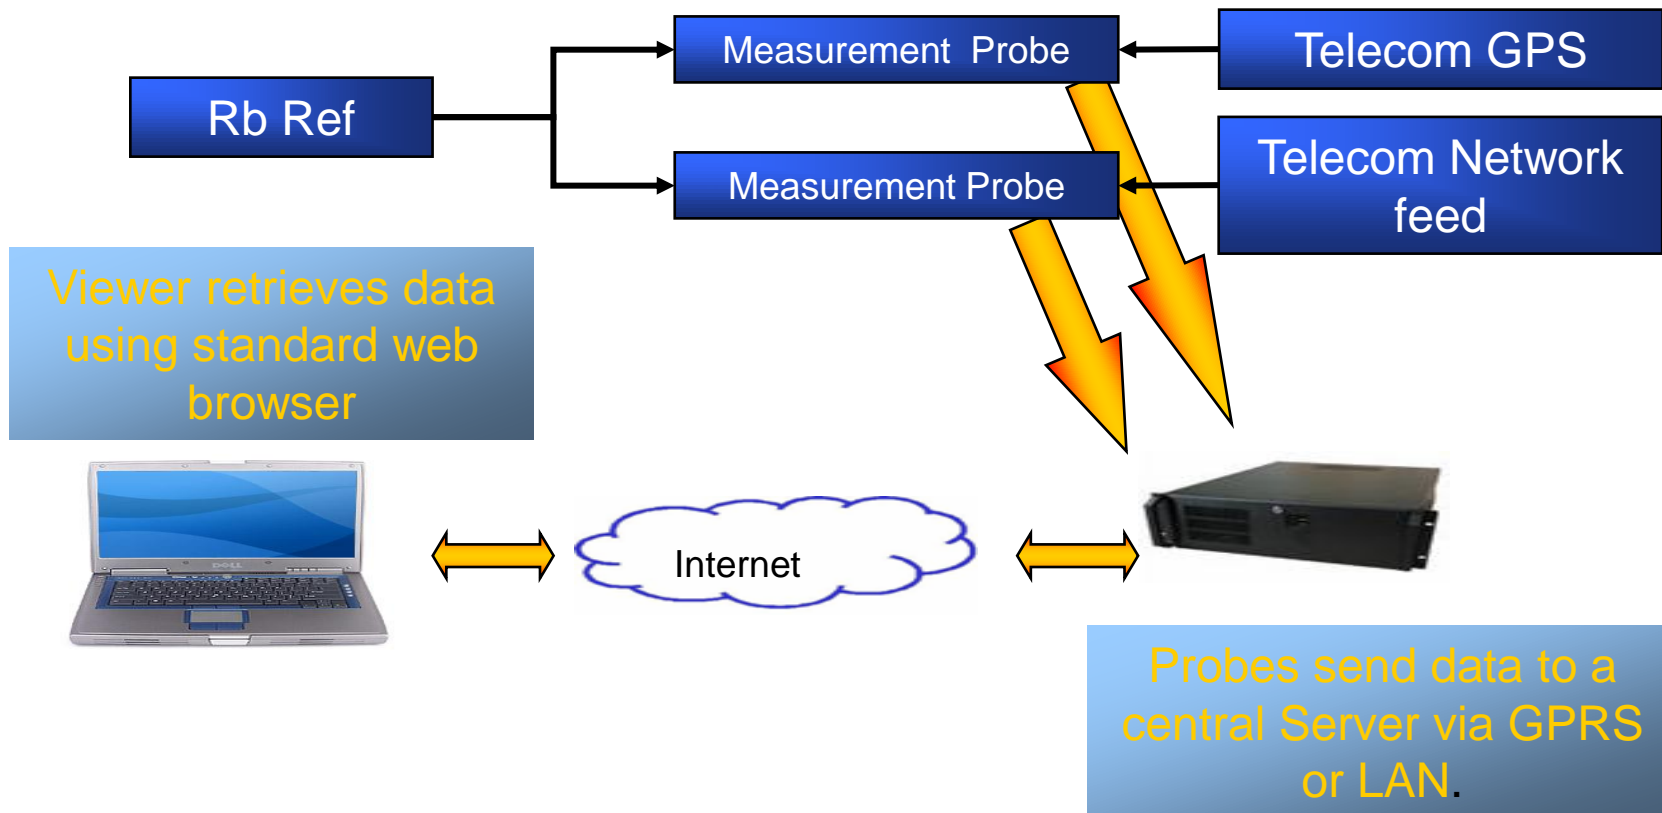 Measurement  Probe
Telecom GPS
Rb Ref
Measurement Probe
Telecom Network
feed
Viewer retrieves data
using standard web
browser
DELL
Internet
Probes send data to a
central Server via GPRS
or LAN.